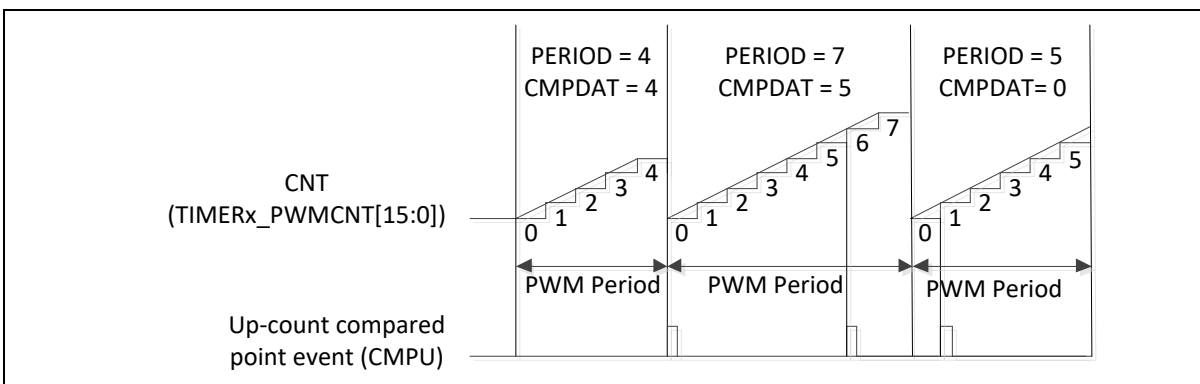 PERIOD = 4
CMPDAT = 4
PERIOD = 7
CMPDAT = 5
PERIOD = 5
CMPDAT= 0
CNT
(TIMERx_PWMCNT[15:0])
0
1
2
3
4
0
1
2
3
4
5
6
7
0
1
2
3
4
5
PWM Period
PWM Period
PWM Period
Up-count compared
point event (CMPU)